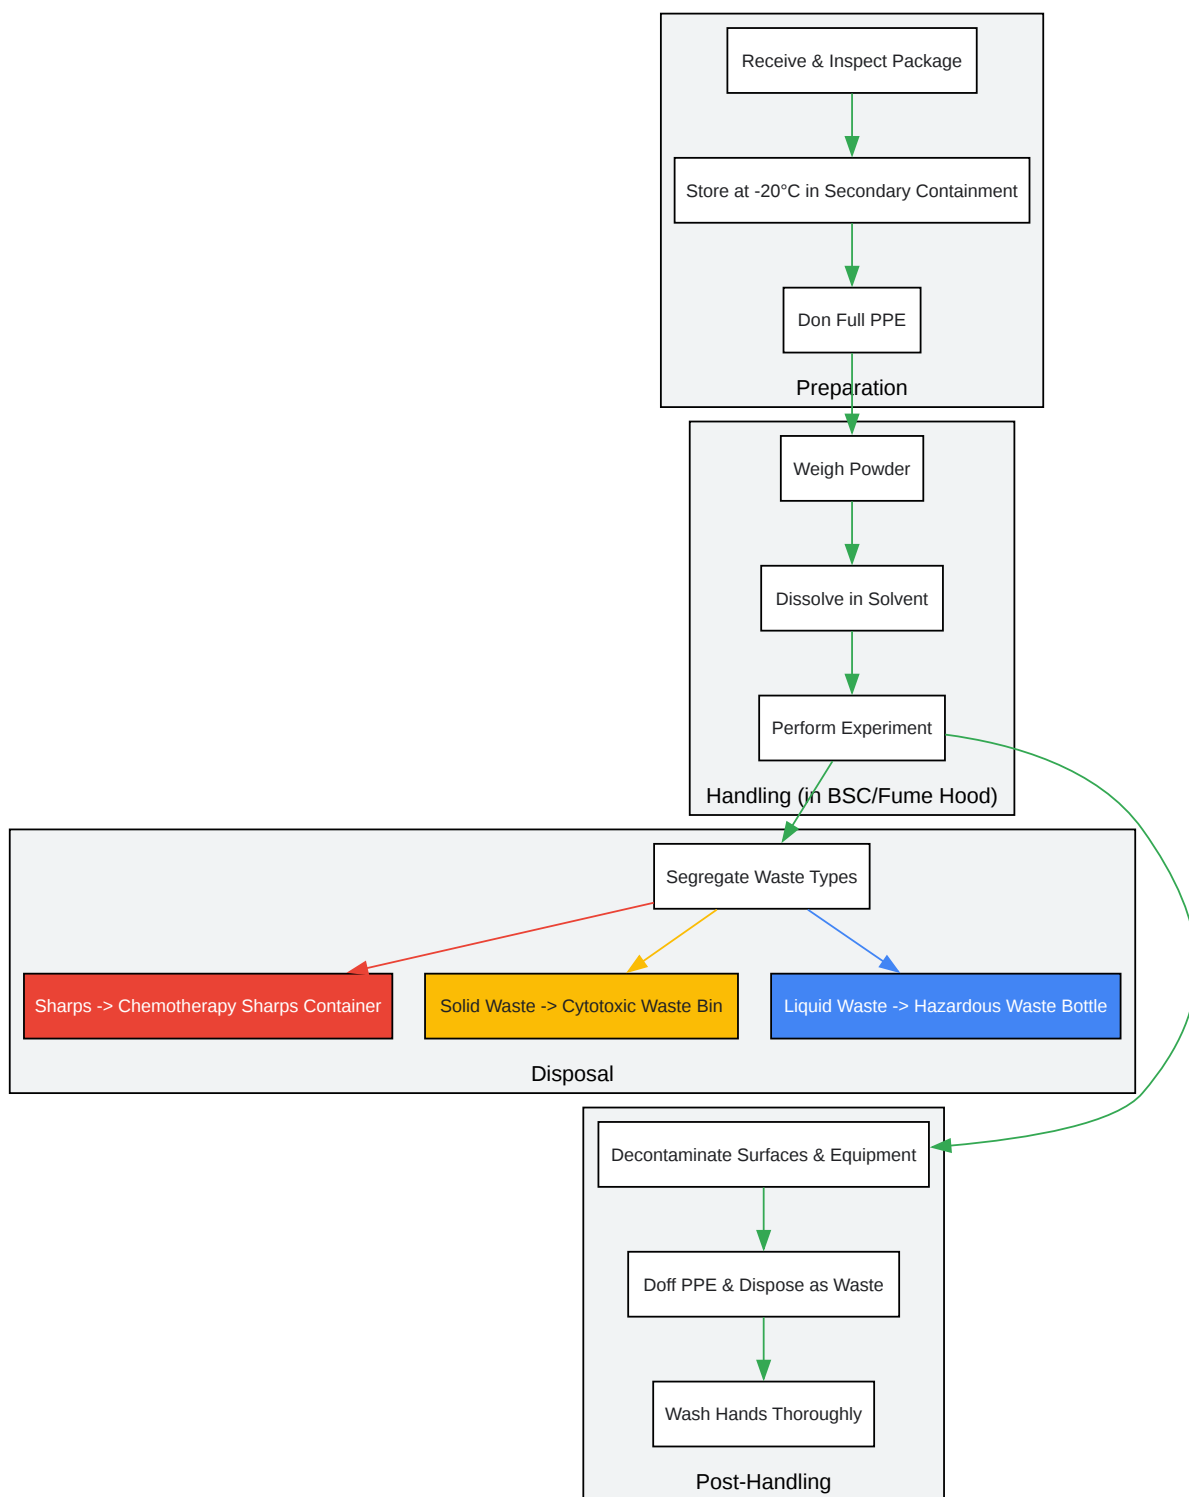 Receive & Inspect Package
Store at -20°C in Secondary Containment
Don Full PPE
Preparation
Weigh Powder
Dissolve in Solvent
Perform Experiment
Handling (in BSC/Fume Hood)
Segregate Waste Types
Sharps -> Chemotherapy Sharps Container
Solid Waste -> Cytotoxic Waste Bin
Liquid Waste -> Hazardous Waste Bottle
Disposal
Decontaminate Surfaces & Equipment
Doff PPE & Dispose as Waste
Wash Hands Thoroughly
Post-Handling